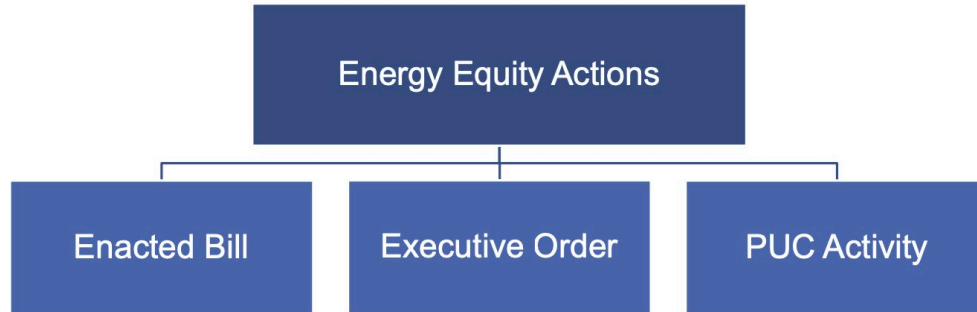 Energy Equity Actions
Enacted Bill
Executive Order
PUC Activity